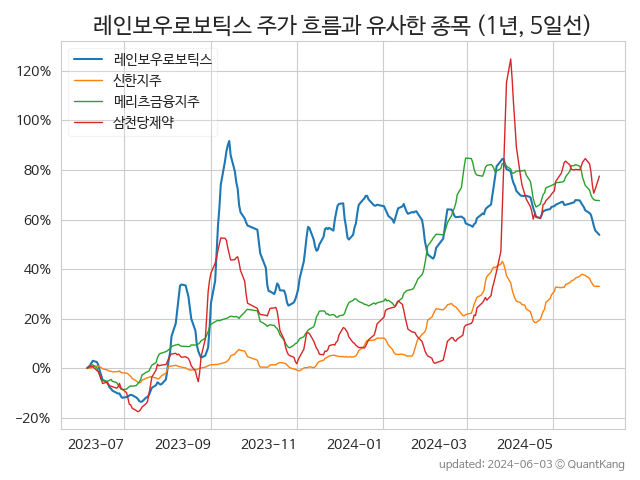 레인보우로보틱스 주가 흐름과 유사한 종목 (1년, 5일선)
레인보우로보틱스
신한지주
메리츠금융지주
삼천당제약
120%
100%
80%
60%
40%
20%
0%
−20%
2023-07 2023-09 2023-11 2024-01 2024-03 2024-05
updated: 2024-06-03 © QuantKang